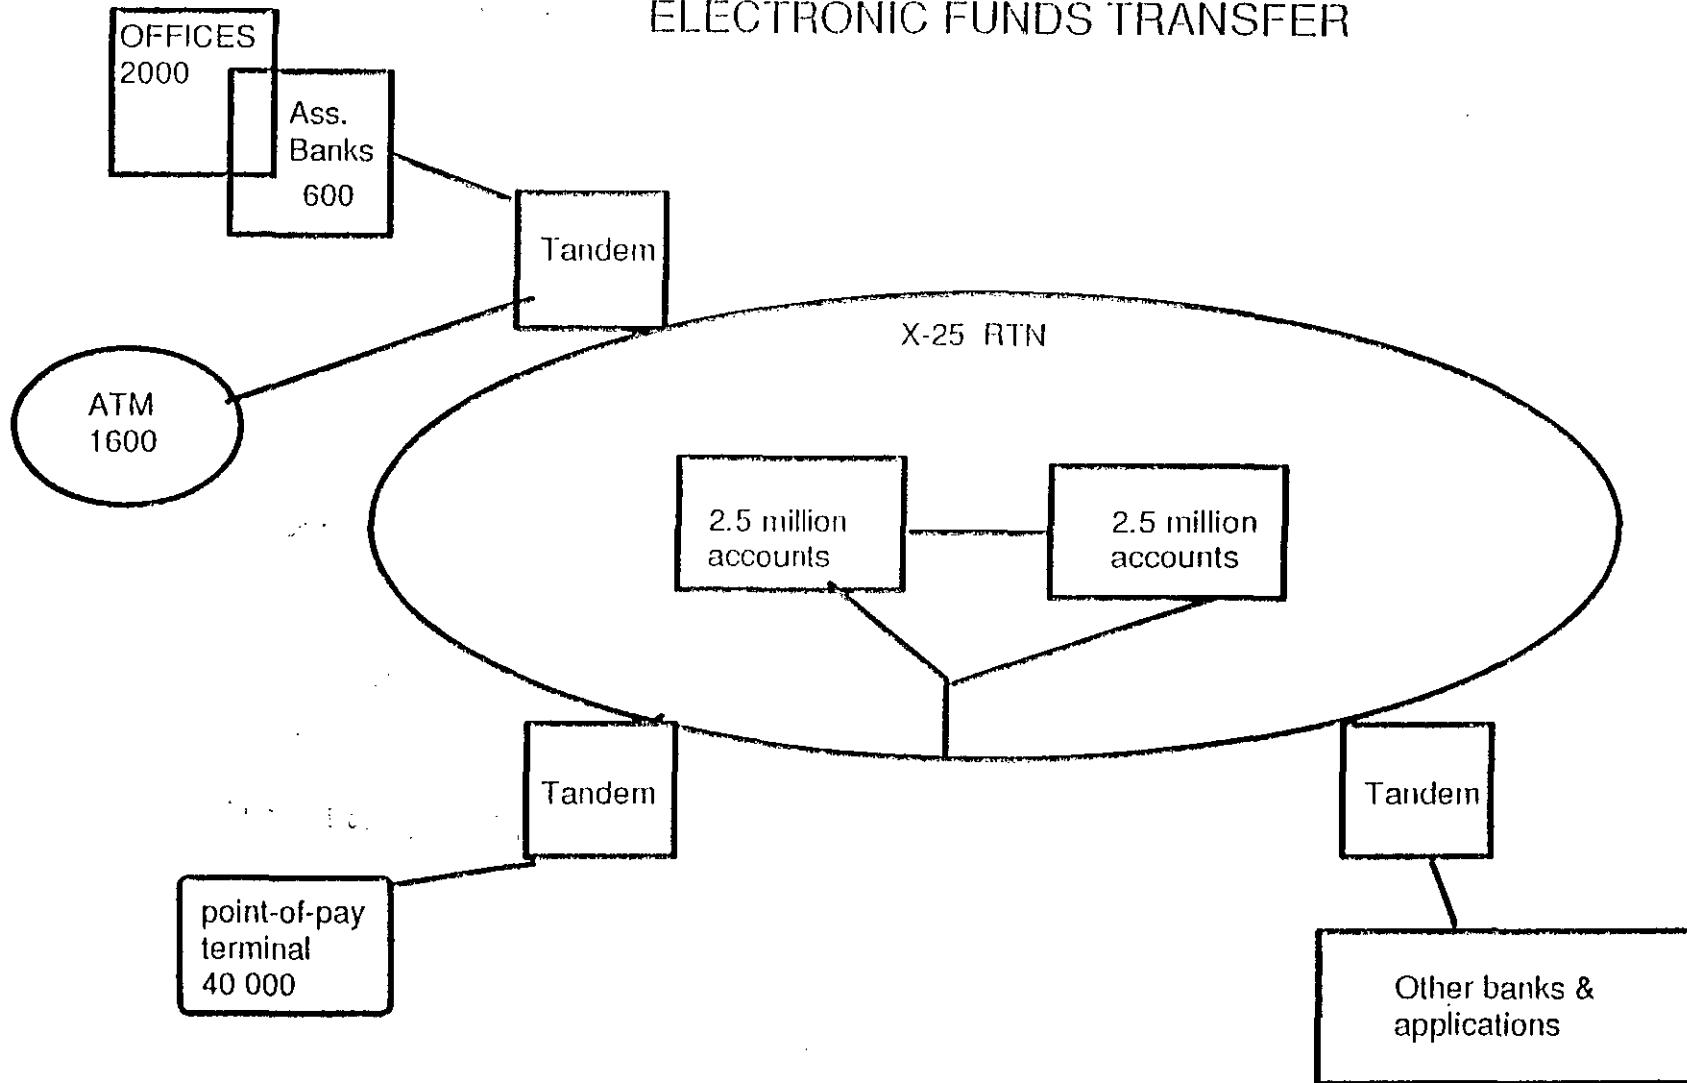 ELECTRONIC FUNDS TRANSFER
OFFICES
2000
Ass.
Banks
600
Tandem
X-25 RTN
ATM
1600
2.5 million
accounts
2.5 million
accounts
Tandem
Tandem
point-of-pay
terminal
40 000
Other banks &
applications